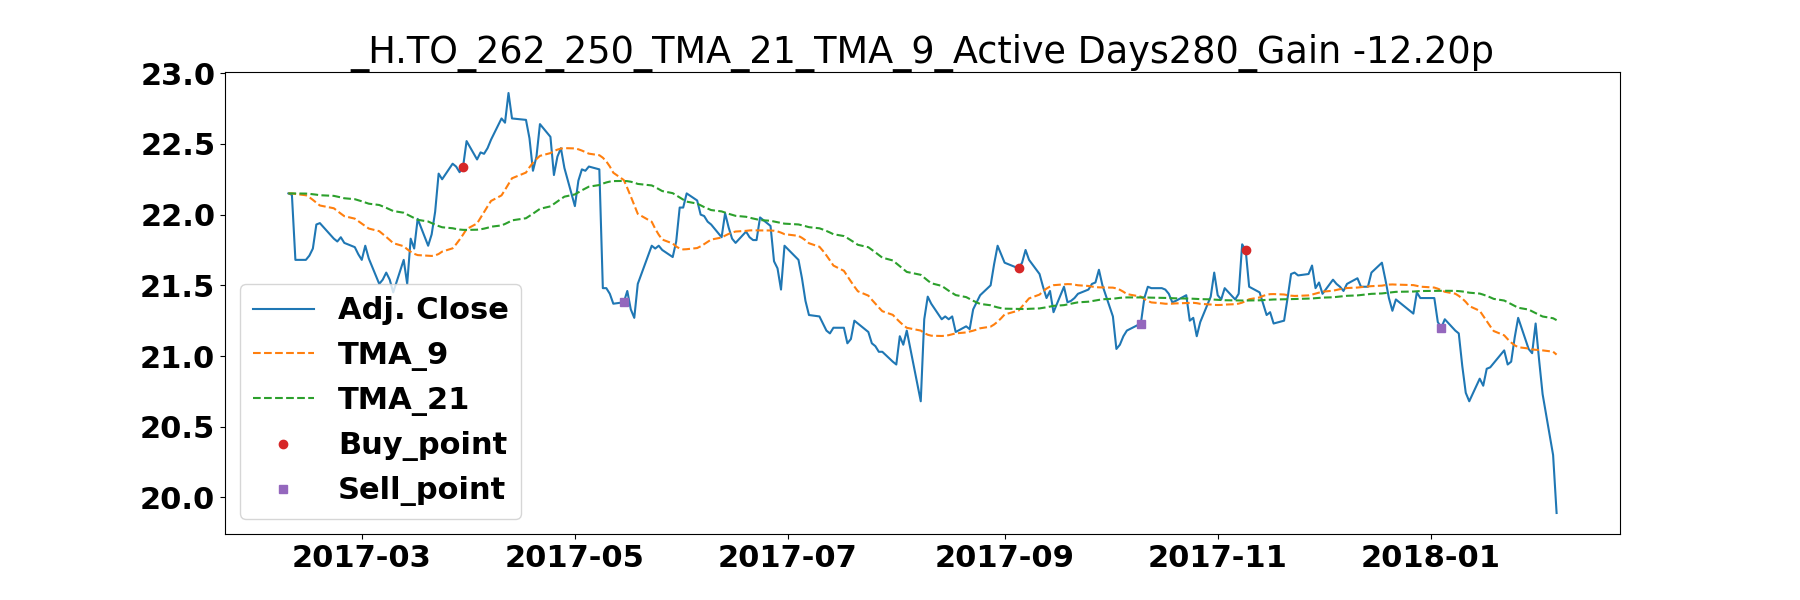 _H.TO_262_250_TMA_21_TMA_9_Active Days280_Gain -12.20p
23.0
22.5
22.0
21.5
21.0
20.5
20.0
Adj. Close
TMA_9
TMA_21
Buy_point
Sell_point
2017-03 2017-05 2017-07 2017-09 2017-11 2018-01